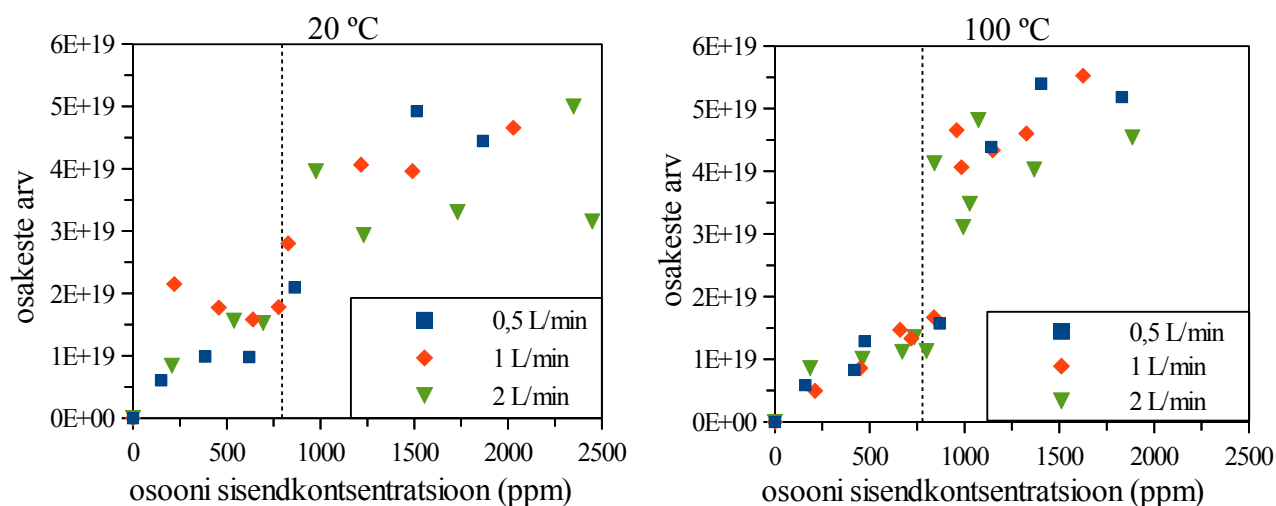 20 ºC
6E+19
5E+19
4E+19
3E+19
2E+19
1E+19
0E+00
osakeste arv
0 500 1000 1500 2000 2500
osooni sisendkontsentratsioon (ppm)
0,5 L/min
1 L/min
2 L/min
100 ºC
6E+19
5E+19
4E+19
3E+19
2E+19
1E+19
0E+00
osakeste arv
0 500 1000 1500 2000 2500
osooni sisendkontsentratsioon (ppm)
0,5 L/min
1 L/min
2 L/min